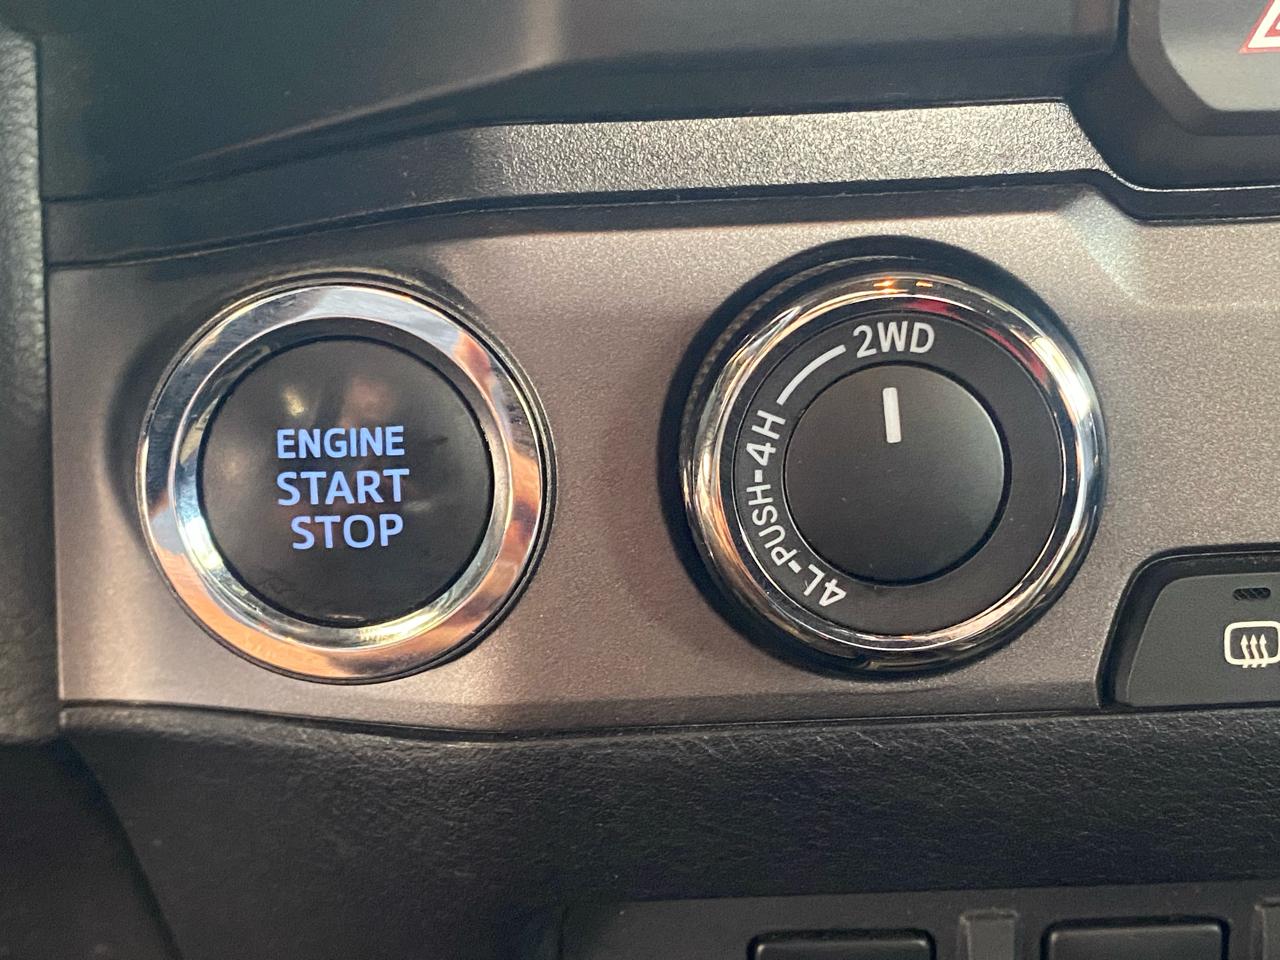 ENGINE
START
STOP
2WD
4L-PUSH-4H